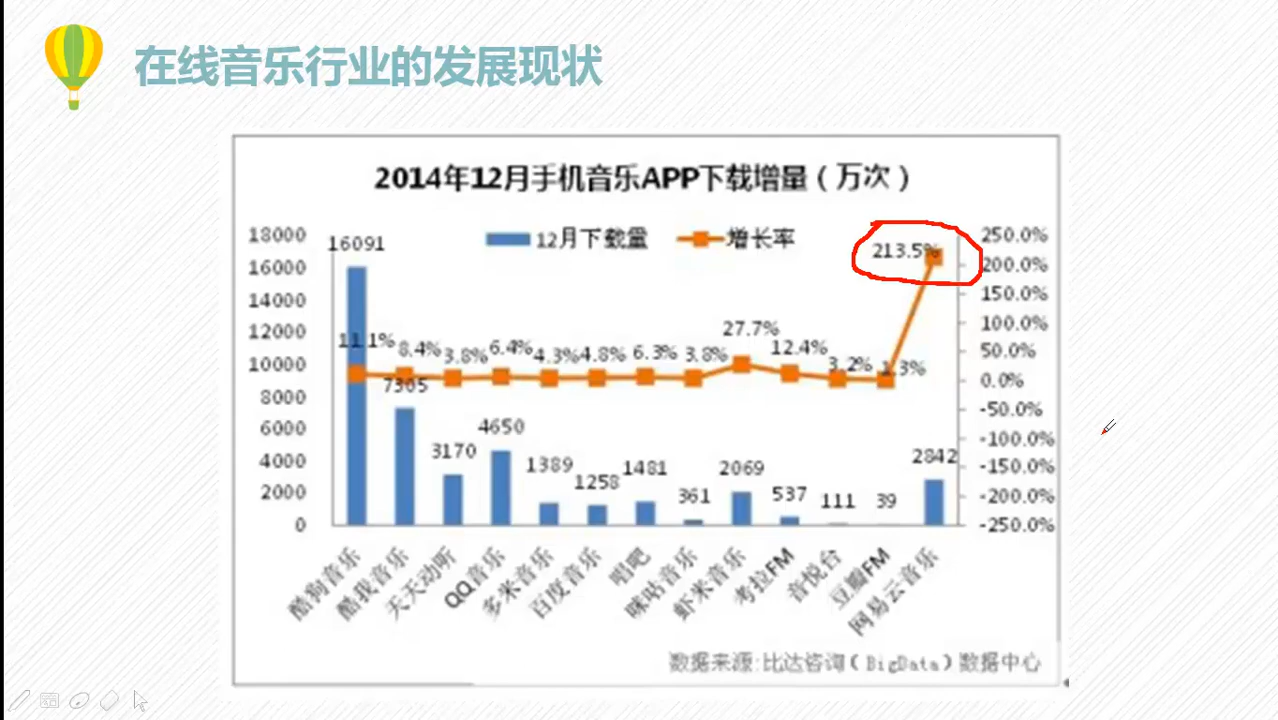 在线音乐行业的发展现状
2014年12月手机音乐APP下载增量（万次）
12月下载量 增长率
18000
16000
14000
12000
10000
8000
6000
4000
2000
0
16091
7305
3170
4650
1389
1258
1481
361
2069
537
111
39
2842
11.1%
8.4%
3.8%
6.4%
4.3%
4.8%
6.3%
3.8%
27.7%
12.4%
3.2%
1.3%
213.5%
250.0%
200.0%
150.0%
100.0%
50.0%
0.0%
-50.0%
-100.0%
-150.0%
-200.0%
-250.0%
酷狗音乐
酷我音乐
天天动听
QQ音乐
多米音乐
百度音乐
唱吧
咪咕音乐
虾米音乐
考拉FM
音悦台
豆瓣FM
网易云音乐
数据来源:比达咨询（BigData）数据中心